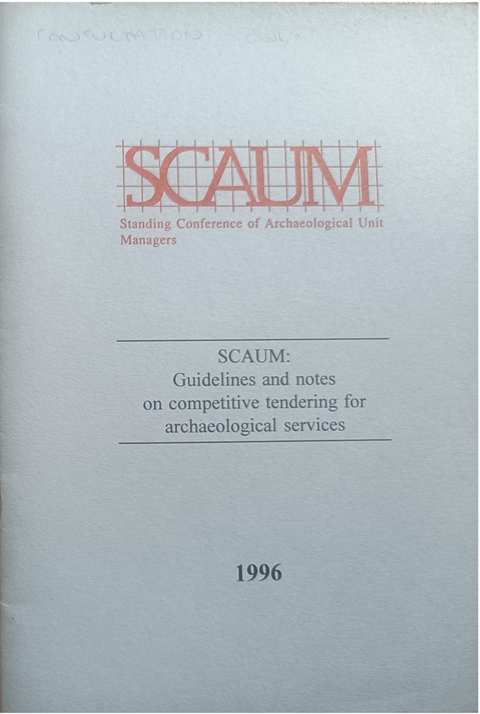 SCAUM
Standing Conference of Archaeological Unit
Managers
SCAUM:
Guidelines and notes
on competitive tendering for
archaeological services
1996